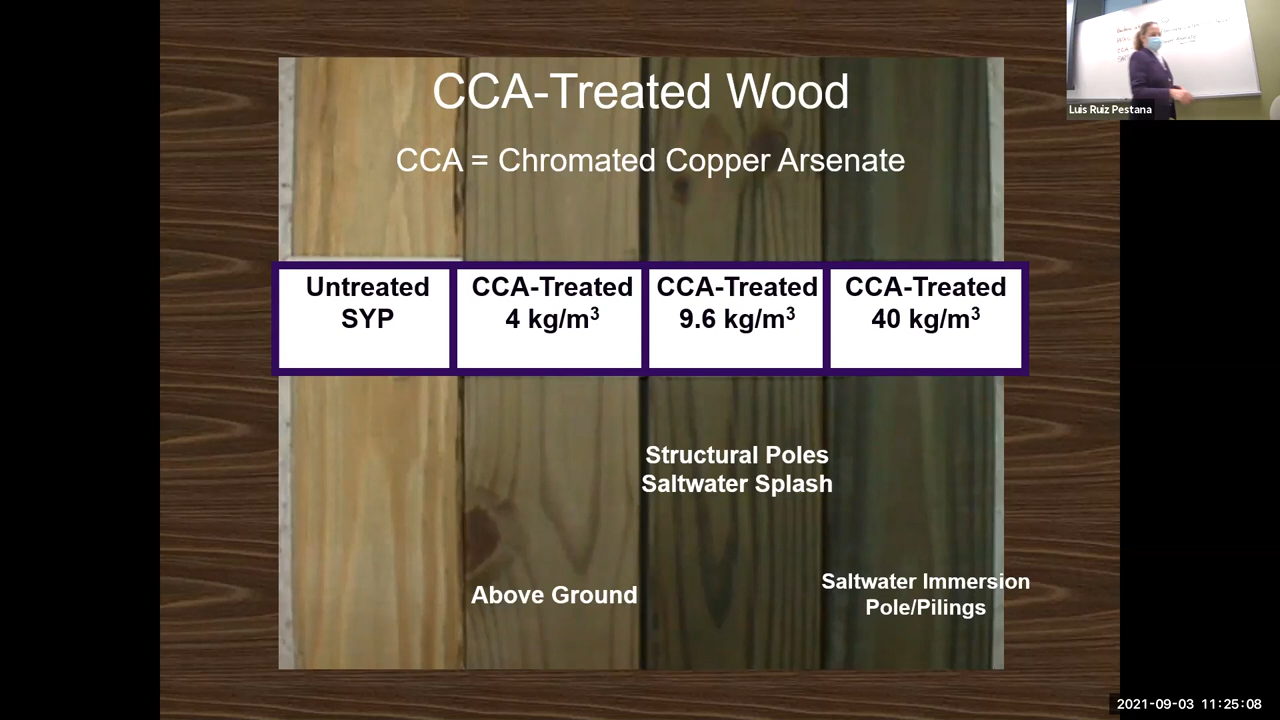 CCA-Treated Wood
CCA = Chromated Copper Arsenate
Untreated
SYP
CCA-Treated
4 kg/m³
CCA-Treated
9.6 kg/m³
CCA-Treated
40 kg/m³
Structural Poles
Saltwater Splash
Above Ground
Saltwater Immersion
Pole/Pilings
Luis Ruiz Pestana
2021-09-03 11:25:08